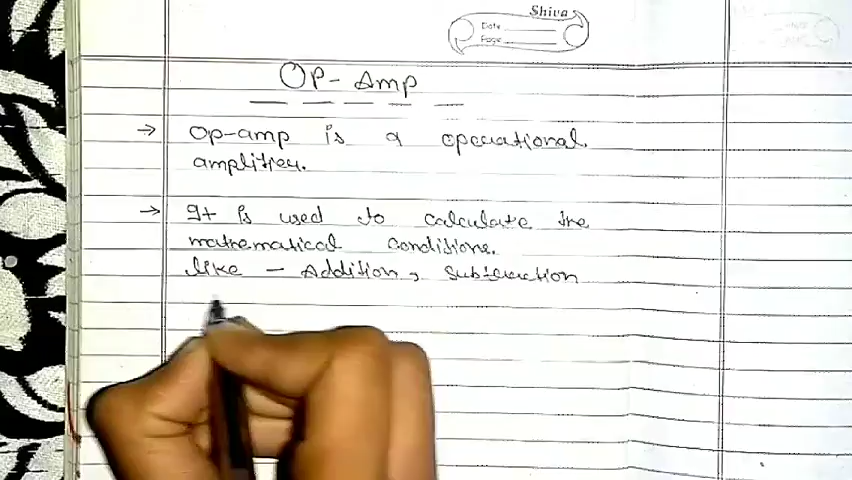 Shiva
Date
Page
Op-Amp
→ Op-amp is a operational.
amplifier.
→ It is used to calculate the
mathematical conditions.
like - Addition, subtraction